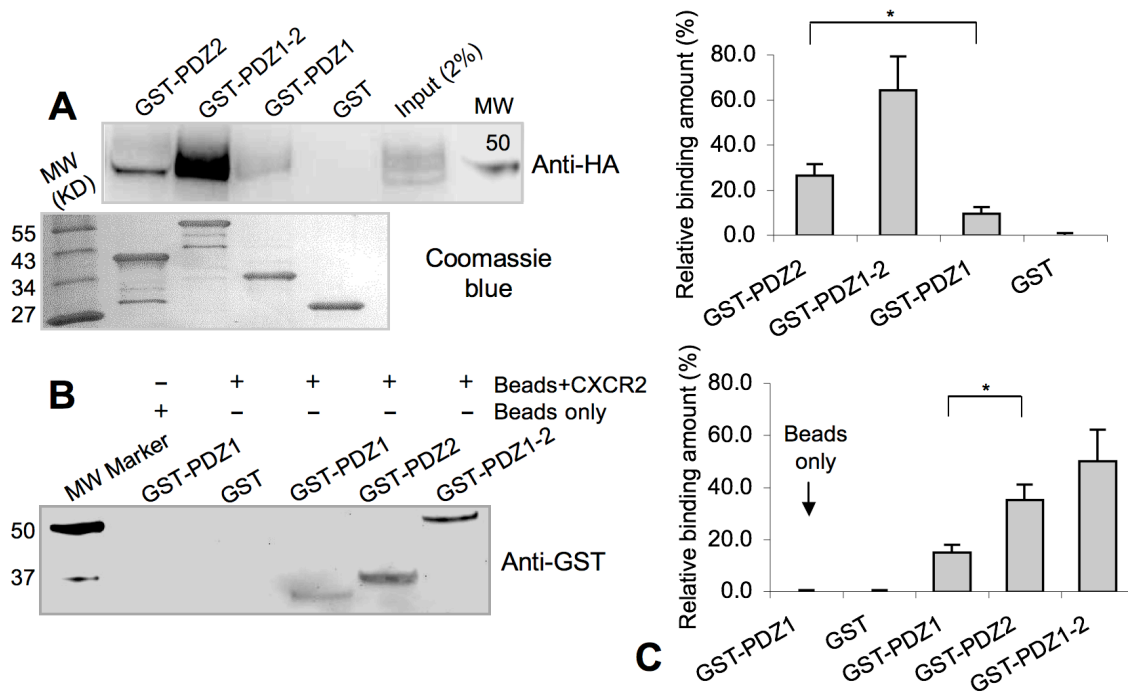 A
GST-PDZ2
GST-PDZ1-2
GST-PDZ1
GST
Input (2%)
MW
50
Anti-HA
MW
(KD)
55
43
34
27
Coomassie
blue
*
Relative binding amount (%)
80.0
60.0
40.0
20.0
0.0
GST-PDZ2
GST-PDZ1-2
GST-PDZ1
GST
B
– + + + + Beads+CXCR2
+ – – – – Beads only
MW Marker
GST-PDZ1
GST
GST-PDZ1
GST-PDZ2
GST-PDZ1-2
50
37
Anti-GST
C
Relative binding amount (%)
80.0
60.0
40.0
20.0
0.0
Beads
only
*
GST-PDZ1
GST
GST-PDZ1
GST-PDZ2
GST-PDZ1-2